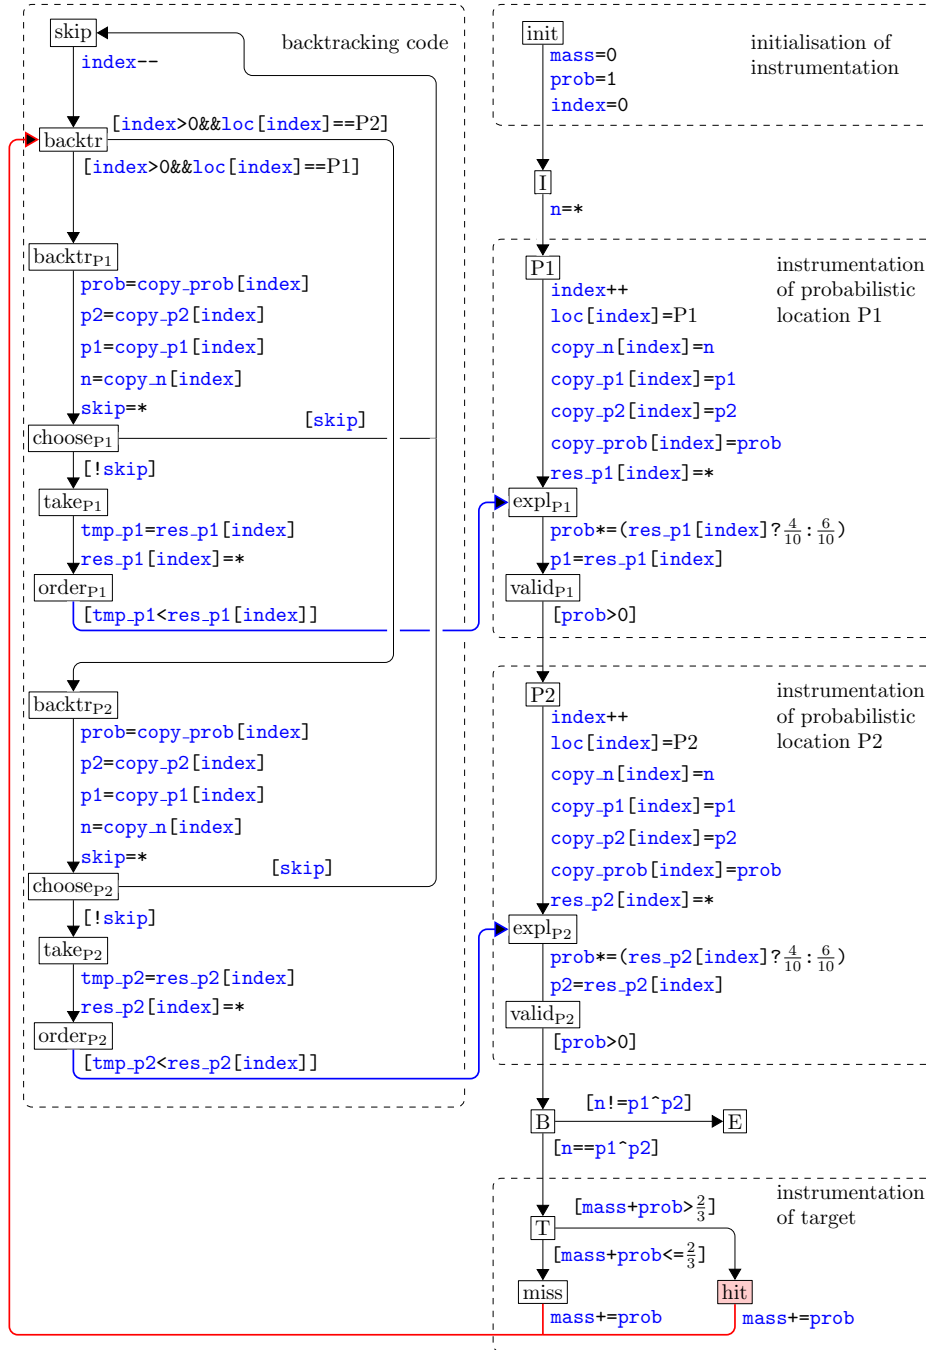 skip
backtracking code
index--
backtr
[index>0&&loc[index]==P2]
[index>0&&loc[index]==P1]
backtrP1
prob=copy_prob[index]
p2=copy_p2[index]
p1=copy_p1[index]
n=copy_n[index]
skip=*
[skip]
chooseP1
[!skip]
takeP1
tmp_p1=res_p1[index]
res_p1[index]=*
orderP1
[tmp_p1<res_p1[index]]
backtrP2
prob=copy_prob[index]
p2=copy_p2[index]
p1=copy_p1[index]
n=copy_n[index]
skip=*
[skip]
chooseP2
[!skip]
takeP2
tmp_p2=res_p2[index]
res_p2[index]=*
orderP2
[tmp_p2<res_p2[index]]
init
initialisation of
instrumentation
mass=0
prob=1
index=0
I
n=*
P1
instrumentation
of probabilistic
location P1
index++
loc[index]=P1
copy_n[index]=n
copy_p1[index]=p1
copy_p2[index]=p2
copy_prob[index]=prob
res_p1[index]=*
explP1
prob*=(res_p1[index]?4/10:6/10)
p1=res_p1[index]
validP1
[prob>0]
P2
instrumentation
of probabilistic
location P2
index++
loc[index]=P2
copy_n[index]=n
copy_p1[index]=p1
copy_p2[index]=p2
copy_prob[index]=prob
res_p2[index]=*
explP2
prob*=(res_p2[index]?4/10:6/10)
p2=res_p2[index]
validP2
[prob>0]
B
[n!=p1^p2]
E
[n==p1^p2]
instrumentation
of target
T
[mass+prob>2/3]
[mass+prob<=2/3]
miss
hit
mass+=prob
mass+=prob